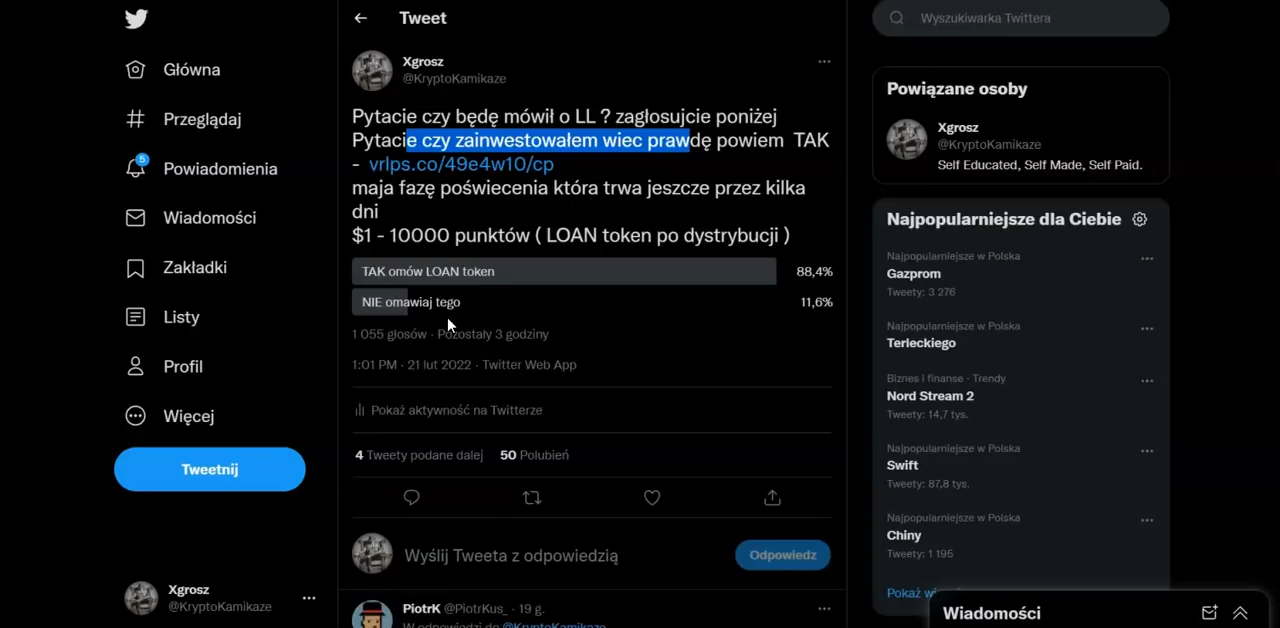 Główna
Przeglądaj
5
Powiadomienia
Wiadomości
Zakładki
Listy
Profil
Więcej
Tweetnij
Xgrosz
@KryptoKamikaze
Tweet
Xgrosz
@KryptoKamikaze
Pytacie czy będę mówił o LL ? zagłosujcie poniżej
Pytacie czy zainwestowałem wiec prawdę powiem TAK
- vrlps.co/49e4w10/cp
maja fazę poświecenia która trwa jeszcze przez kilka
dni
$1 - 10000 punktów ( LOAN token po dystrybucji )
TAK omów LOAN token 88,4%
NIE omawiaj tego 11,6%
1 055 głosów · Pozostały 3 godziny
1:01 PM · 21 lut 2022 · Twitter Web App
Pokaż aktywność na Twitterze
4 Tweety podane dalej 50 Polubień
Wyślij Tweeta z odpowiedzią
Odpowiedz
PiotrK @PiotrKus_ · 19 g.
W odpowiedzi do @KryptoKamikaze
Wyszukiwarka Twittera
Powiązane osoby
Xgrosz
@KryptoKamikaze
Self Educated, Self Made, Self Paid.
Najpopularniejsze dla Ciebie
Najpopularniejsze w Polska
Gazprom
Tweety: 3 276
Najpopularniejsze w Polska
Terleckiego
Biznes i finanse · Trendy
Nord Stream 2
Tweety: 14,7 tys.
Najpopularniejsze w Polska
Swift
Tweety: 87,8 tys.
Najpopularniejsze w Polska
Chiny
Tweety: 1 195
Pokaż
Wiadomości